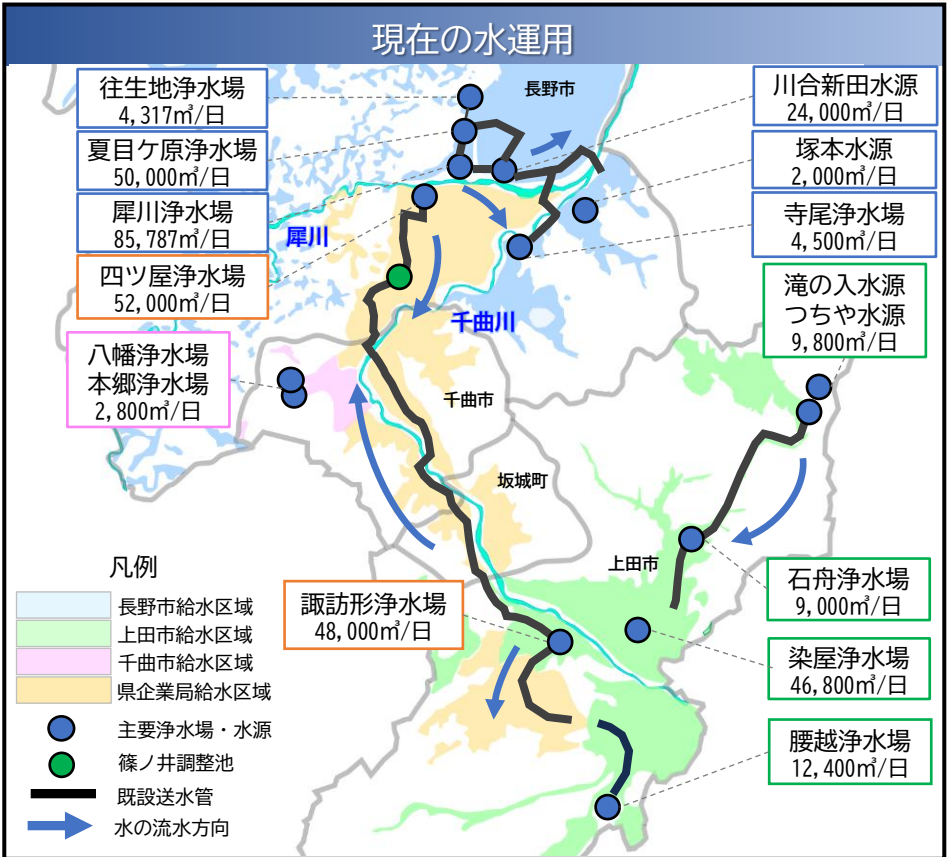 現在の水運用
往生地浄水場
4,317㎥/日
夏目ケ原浄水場
50,000㎥/日
犀川浄水場
85,787㎥/日
四ツ屋浄水場
52,000㎥/日
八幡浄水場
本郷浄水場
2,800㎥/日
長野市
犀川
千曲川
千曲市
坂城町
上田市
川合新田水源
24,000㎥/日
塚本水源
2,000㎥/日
寺尾浄水場
4,500㎥/日
滝の入水源
つちや水源
9,800㎥/日
諏訪形浄水場
48,000㎥/日
石舟浄水場
9,000㎥/日
染屋浄水場
46,800㎥/日
腰越浄水場
12,400㎥/日
凡例
長野市給水区域
上田市給水区域
千曲市給水区域
県企業局給水区域
主要浄水場・水源
篠ノ井調整池
既設送水管
水の流水方向